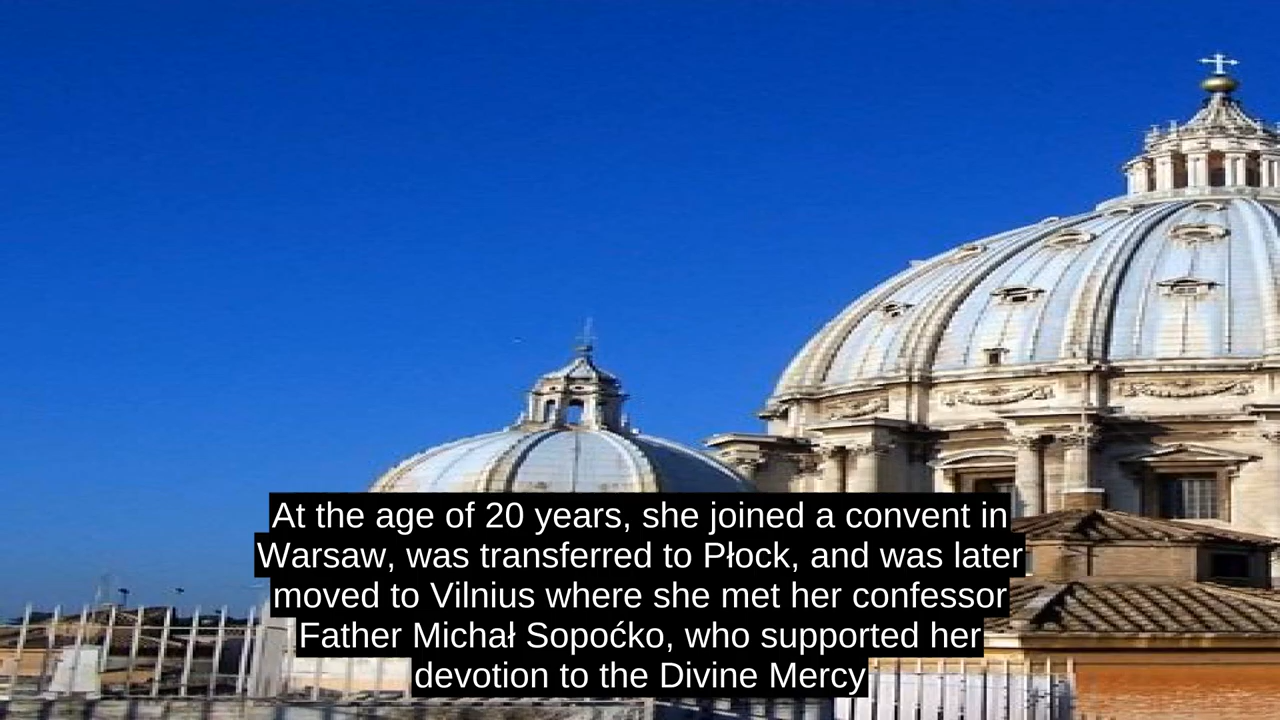 At the age of 20 years, she joined a convent in
Warsaw, was transferred to Płock, and was later
moved to Vilnius where she met her confessor
Father Michał Sopoćko, who supported her
devotion to the Divine Mercy